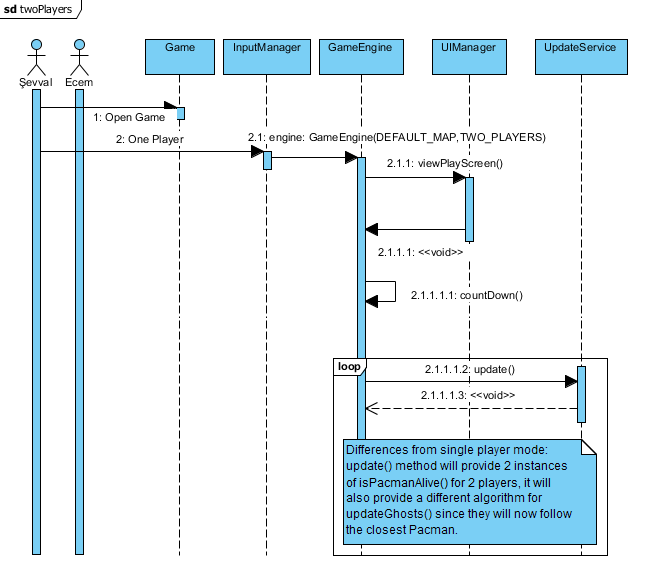 sd twoPlayers
Game
InputManager
GameEngine
UIManager
UpdateService
Şevval
Ecem
1: Open Game
2: One Player
2.1: engine: GameEngine(DEFAULT_MAP,TWO_PLAYERS)
2.1.1: viewPlayScreen()
2.1.1.1: <<void>>
2.1.1.1.1: countDown()
loop
2.1.1.1.2: update()
2.1.1.1.3: <<void>>
Differences from single player mode:
update() method will provide 2 instances
of isPacmanAlive() for 2 players, it will
also provide a different algorithm for
updateGhosts() since they will now follow
the closest Pacman.